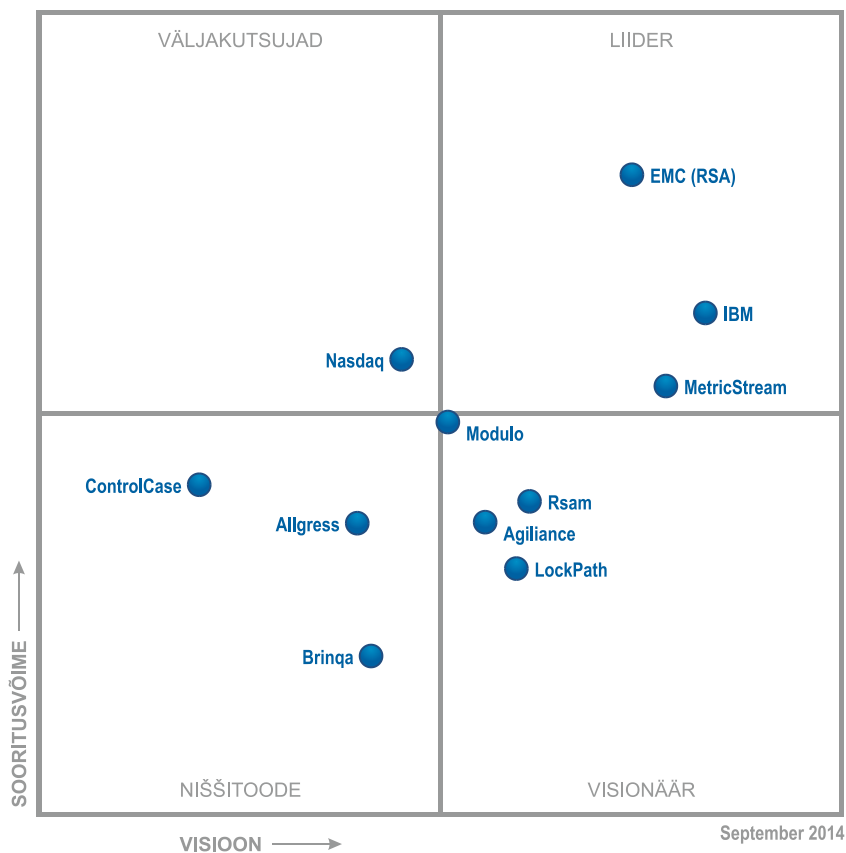 VÄLJAKUTSUJAD
LIIDER
EMC (RSA)
IBM
Nasdaq
MetricStream
Modulo
ControlCase
Rsam
Allgress
Agiliance
LockPath
Brinqa
SOORITUSVÕIME
NIŠŠITOODE
VISIONÄÄR
VISIOON
September 2014